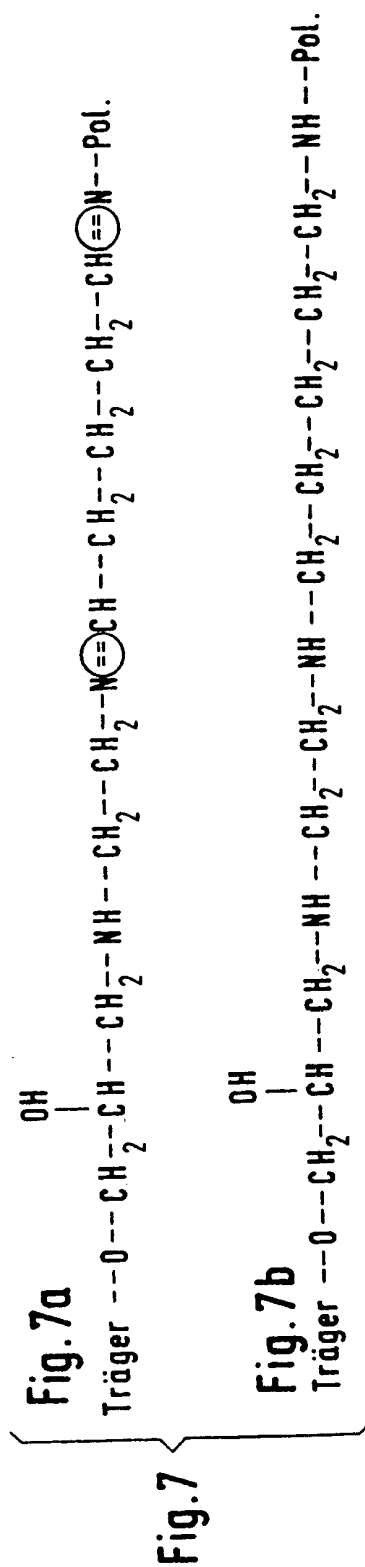 Fig.7
Fig.7a
OH
Träger --O--CH₂--CH--CH₂--NH--CH₂--CH₂--N==CH--CH₂--CH₂--CH₂--CH==N--Pol.
Fig.7b
OH
Träger --O--CH₂--CH--CH₂--NH--CH₂--CH₂--NH--CH₂--CH₂--CH₂--CH₂--CH₂--NH--Pol.